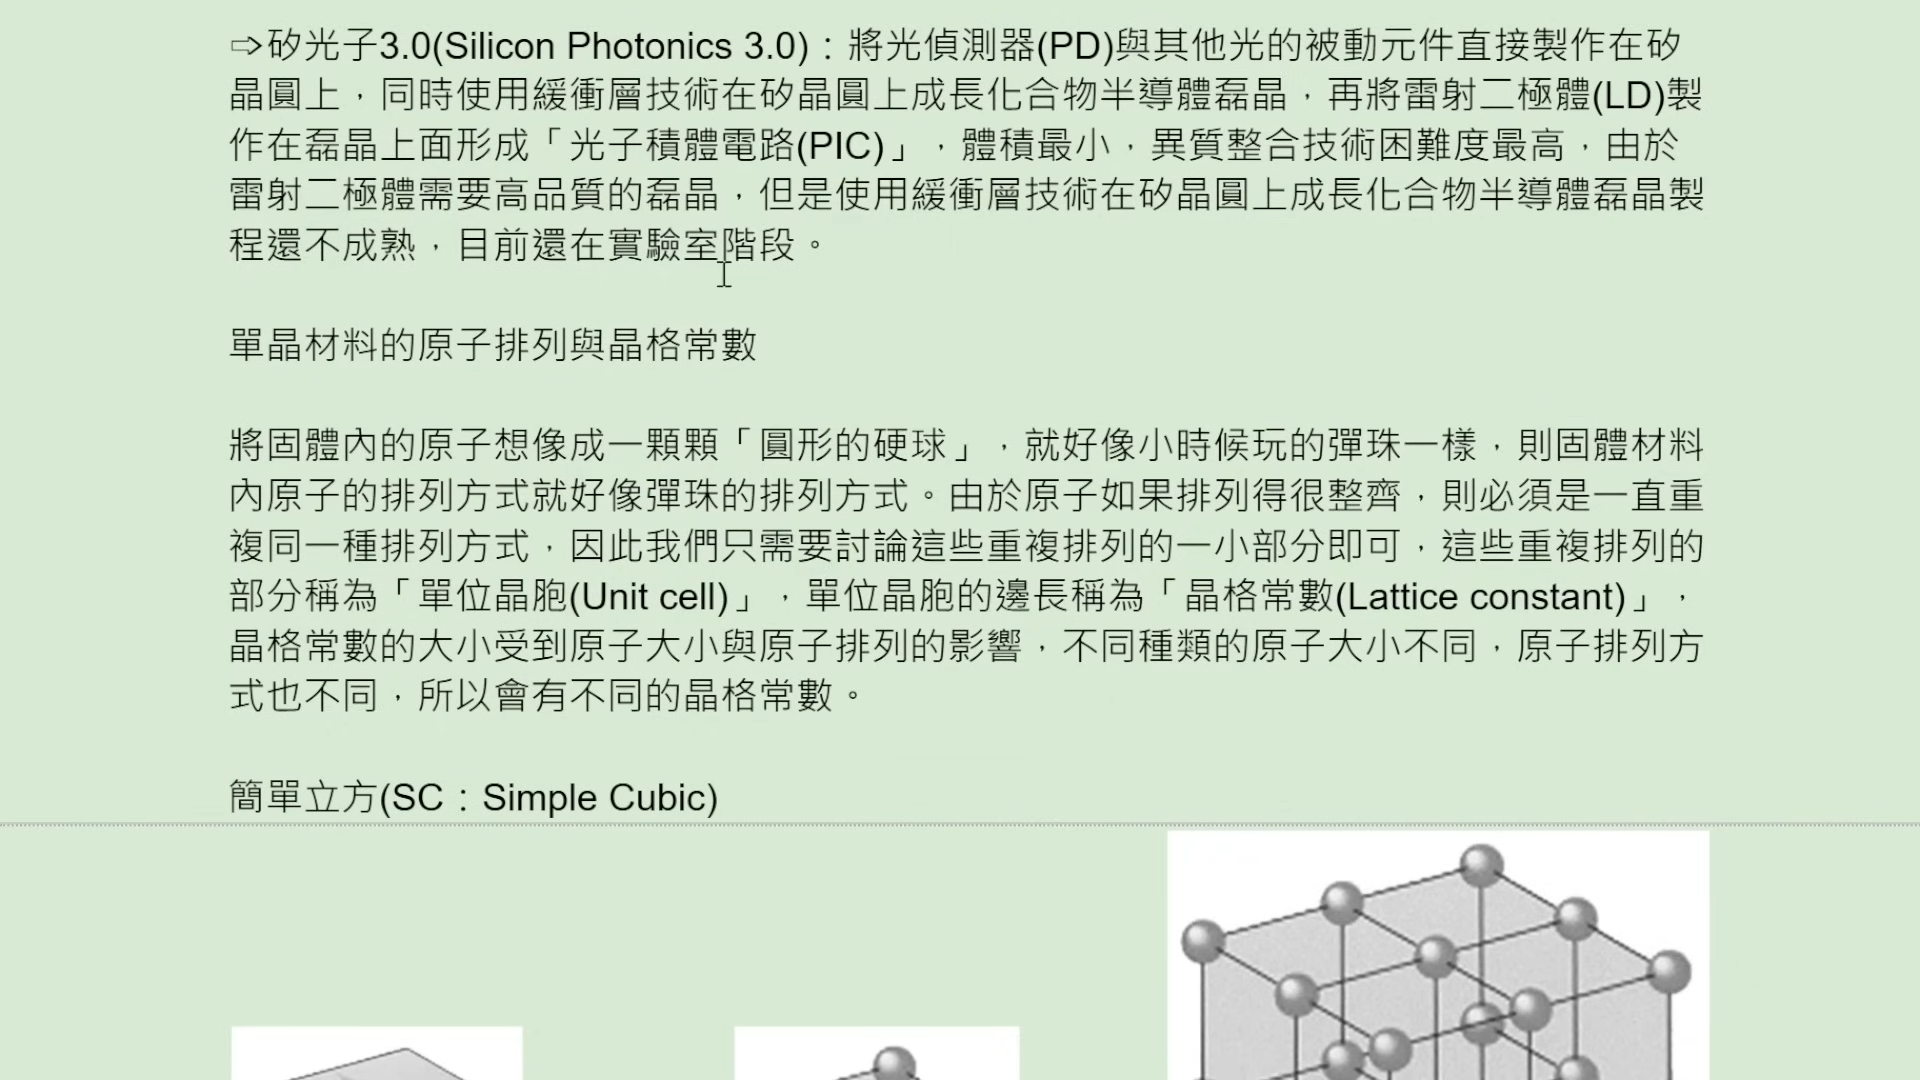 ⇨矽光子3.0(Silicon Photonics 3.0)：將光偵測器(PD)與其他光的被動元件直接製作在矽
晶圓上，同時使用緩衝層技術在矽晶圓上成長化合物半導體磊晶，再將雷射二極體(LD)製
作在磊晶上面形成「光子積體電路(PIC)」，體積最小，異質整合技術困難度最高，由於
雷射二極體需要高品質的磊晶，但是使用緩衝層技術在矽晶圓上成長化合物半導體磊晶製
程還不成熟，目前還在實驗室階段。
單晶材料的原子排列與晶格常數
將固體內的原子想像成一顆顆「圓形的硬球」，就好像小時候玩的彈珠一樣，則固體材料
內原子的排列方式就好像彈珠的排列方式。由於原子如果排列得很整齊，則必須是一直重
複同一種排列方式，因此我們只需要討論這些重複排列的一小部分即可，這些重複排列的
部分稱為「單位晶胞(Unit cell)」，單位晶胞的邊長稱為「晶格常數(Lattice constant)」，
晶格常數的大小受到原子大小與原子排列的影響，不同種類的原子大小不同，原子排列方
式也不同，所以會有不同的晶格常數。
簡單立方(SC：Simple Cubic)